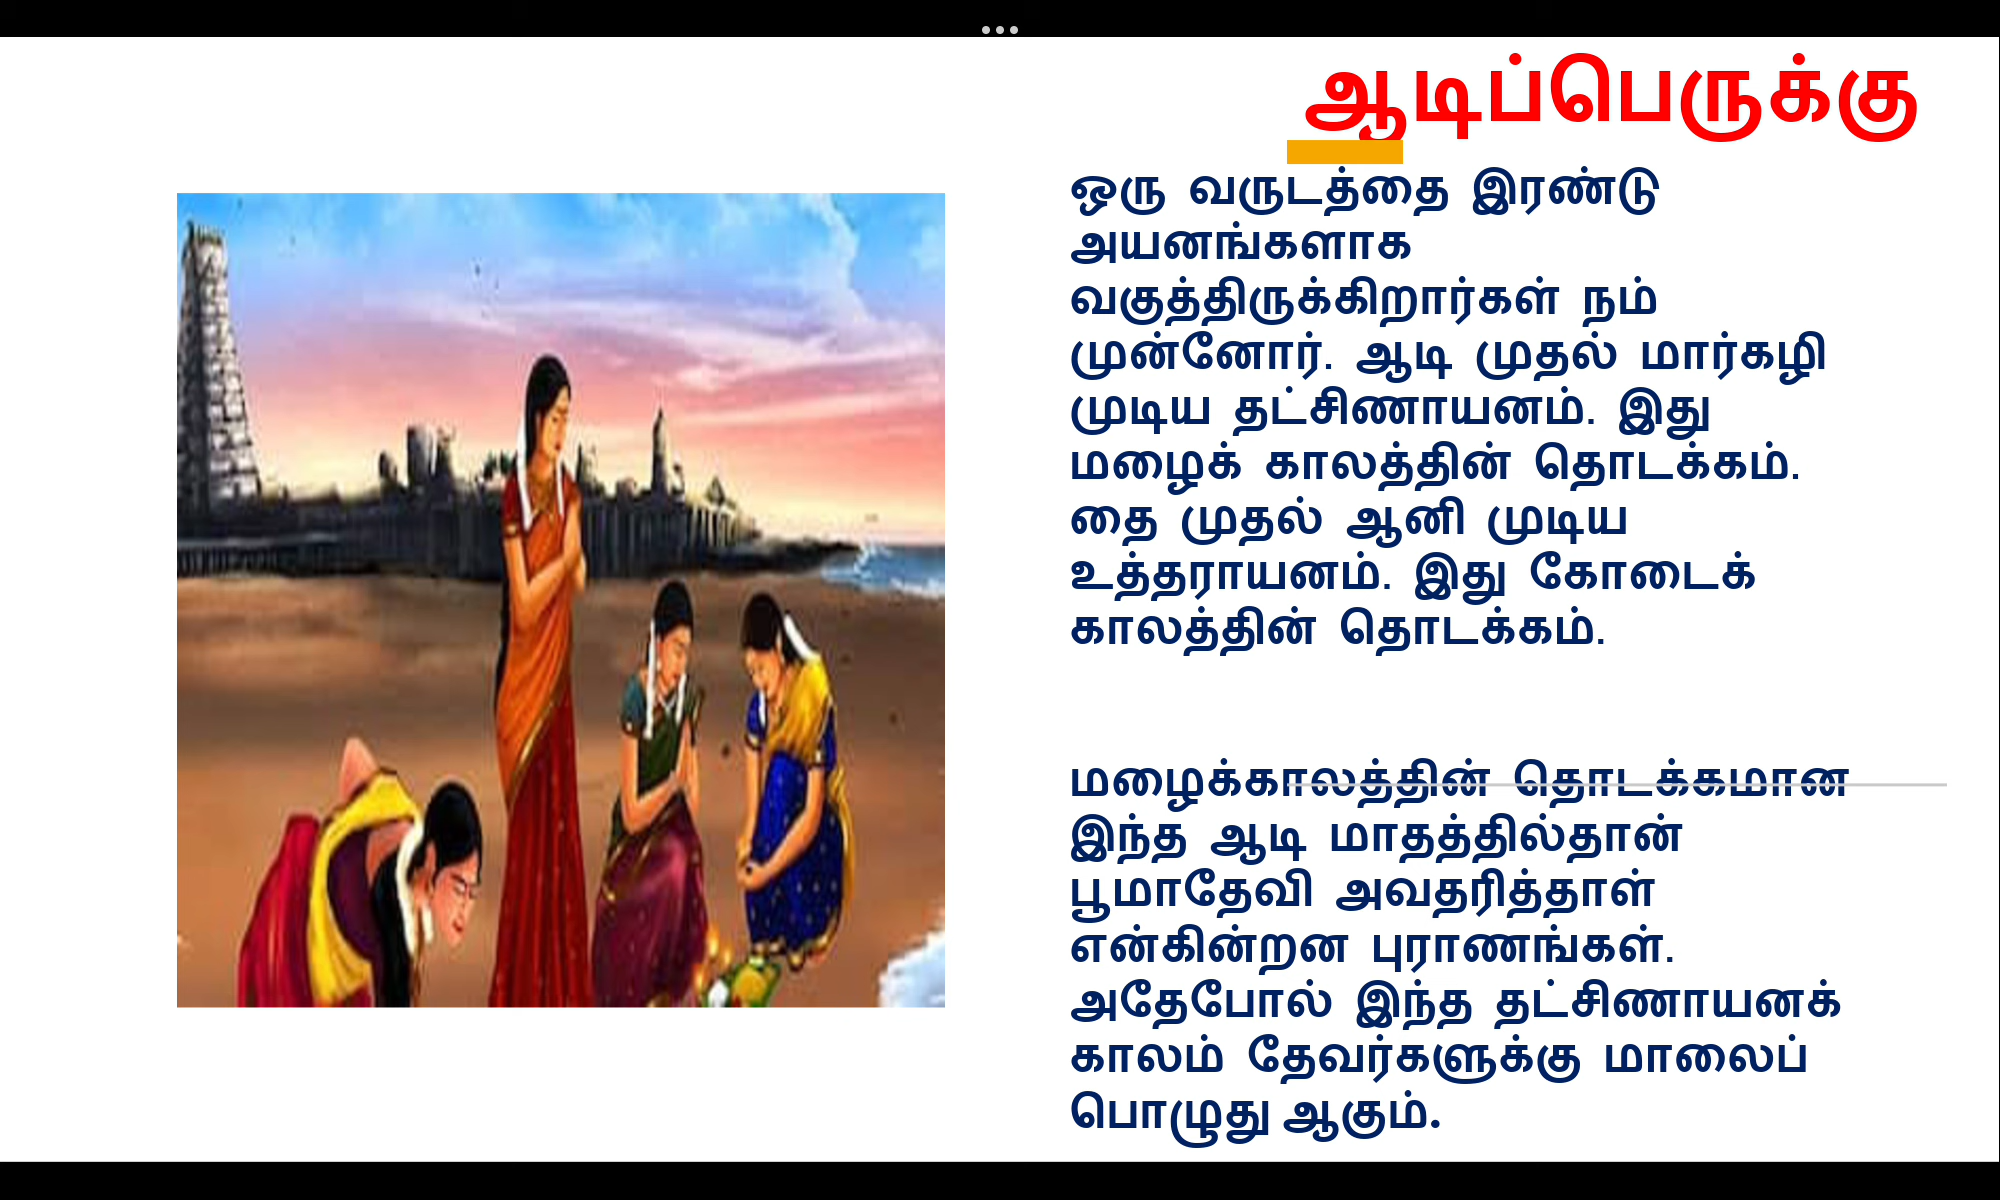 ஆடிப்பெருக்கு
ஒரு வருடத்தை இரண்டு
அயனங்களாக
வகுத்திருக்கிறார்கள் நம்
முன்னோர். ஆடி முதல் மார்கழி
முடிய தட்சிணாயனம். இது
மழைக் காலத்தின் தொடக்கம்.
தை முதல் ஆனி முடிய
உத்தராயனம். இது கோடைக்
காலத்தின் தொடக்கம்.
மழைக்காலத்தின் தொடக்கமான
இந்த ஆடி மாதத்தில்தான்
பூமாதேவி அவதரித்தாள்
என்கின்றன புராணங்கள்.
அதேபோல் இந்த தட்சிணாயனக்
காலம் தேவர்களுக்கு மாலைப்
பொழுது ஆகும்.